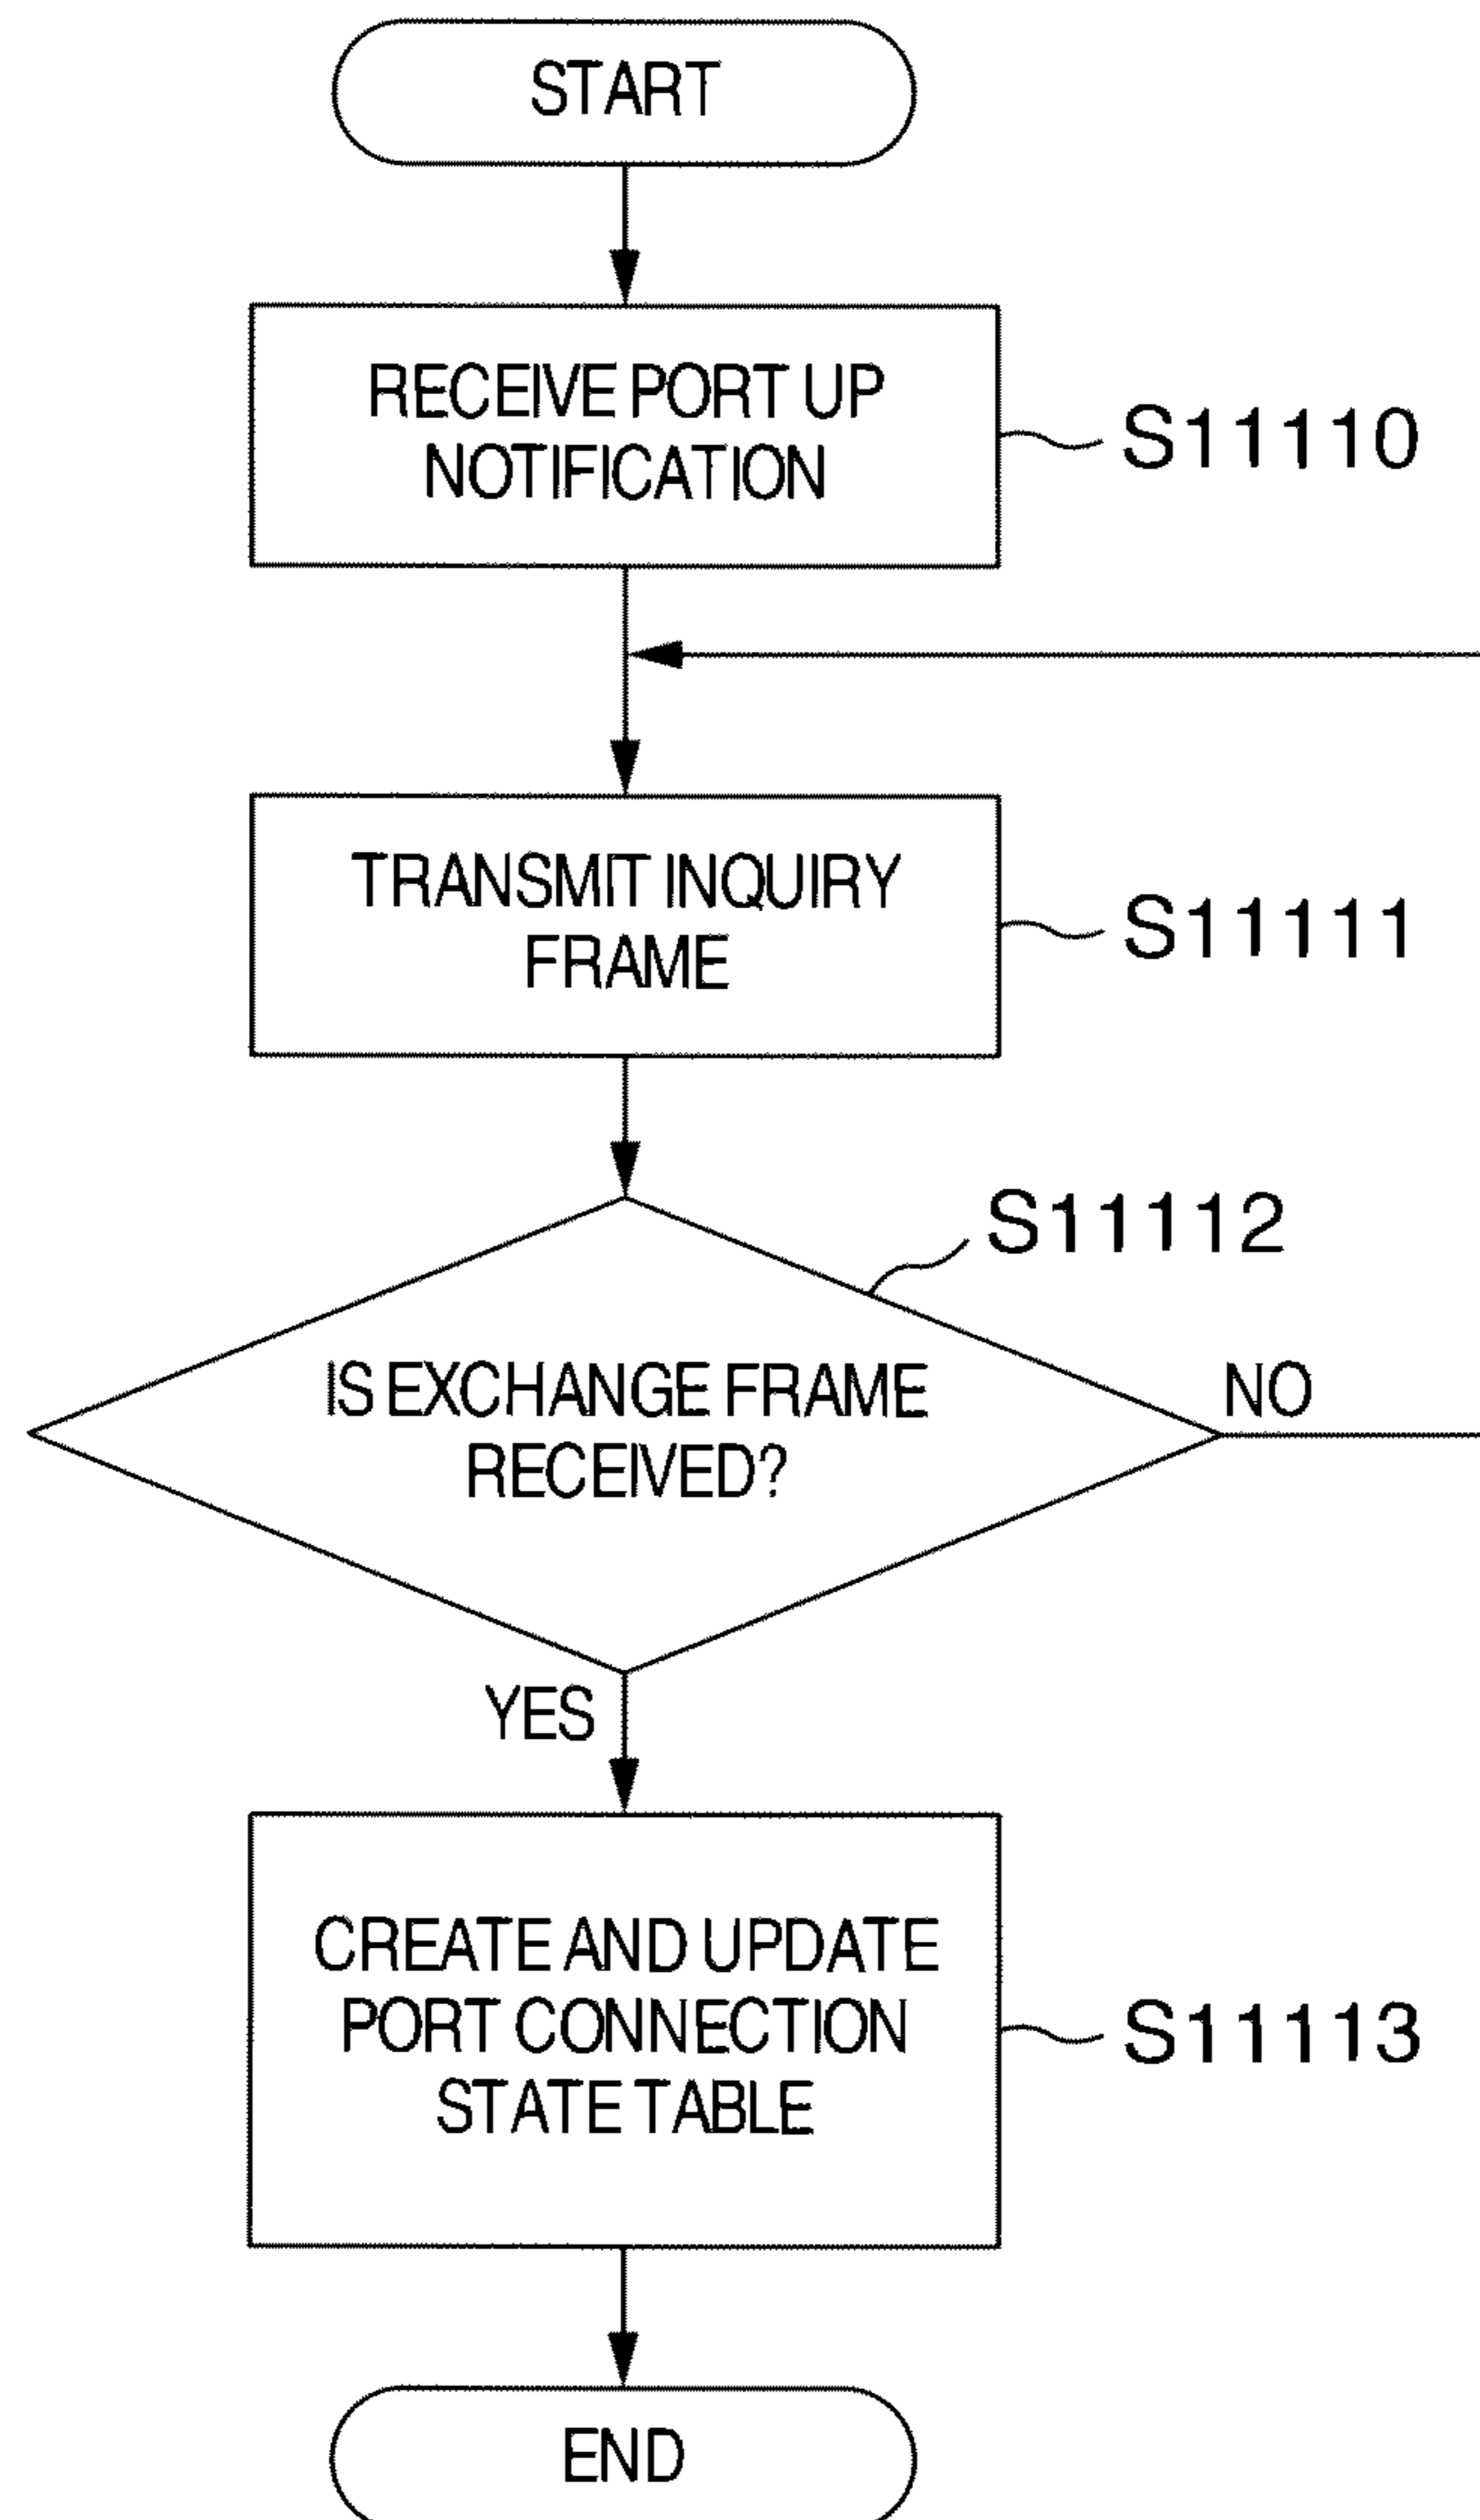 START
RECEIVE PORT UP
NOTIFICATION
S11110
TRANSMIT INQUIRY
FRAME
S11111
S11112
IS EXCHANGE FRAME
RECEIVED?
NO
YES
CREATE AND UPDATE
PORT CONNECTION
STATE TABLE
S11113
END